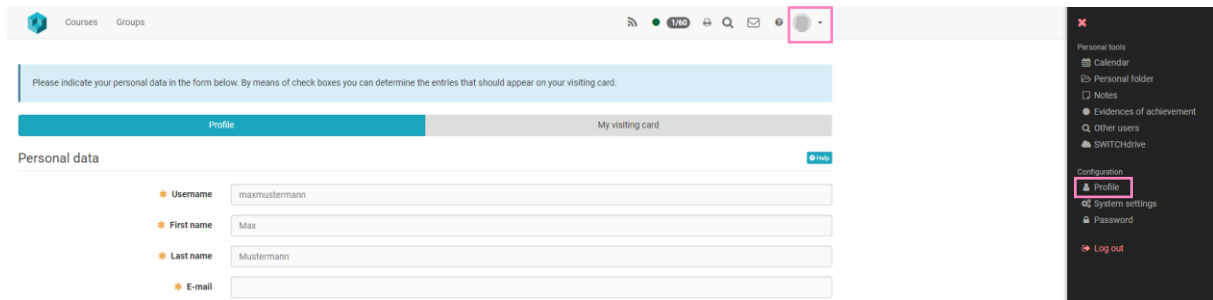 Courses Groups 1/60
Please indicate your personal data in the form below. By means of check boxes you can determine the entries that should appear on your visiting card.
Profile My visiting card
Personal data Help
Username maxmustermann
First name Max
Last name Mustermann
E-mail
Personal tools
Calendar
Personal folder
Notes
Evidences of achievement
Other users
SWITCHdrive
Configuration
Profile
System settings
Password
Log out